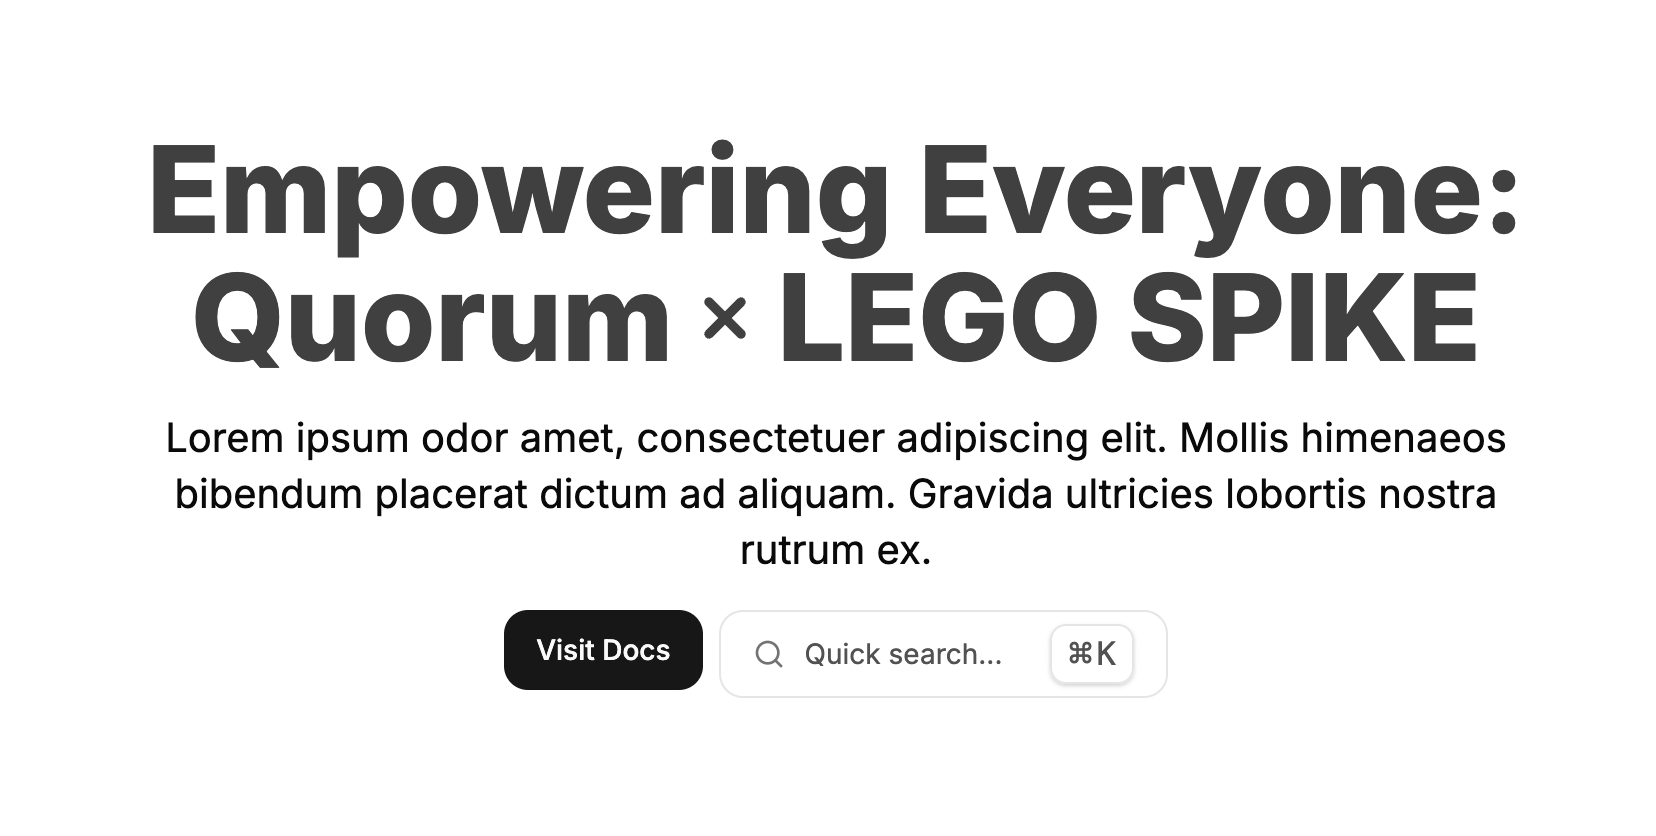 Empowering Everyone:
Quorum × LEGO SPIKE
Lorem ipsum odor amet, consectetuer adipiscing elit. Mollis himenaeos
bibendum placerat dictum ad aliquam. Gravida ultricies lobortis nostra
rutrum ex.
Visit Docs
Quick search...
⌘K